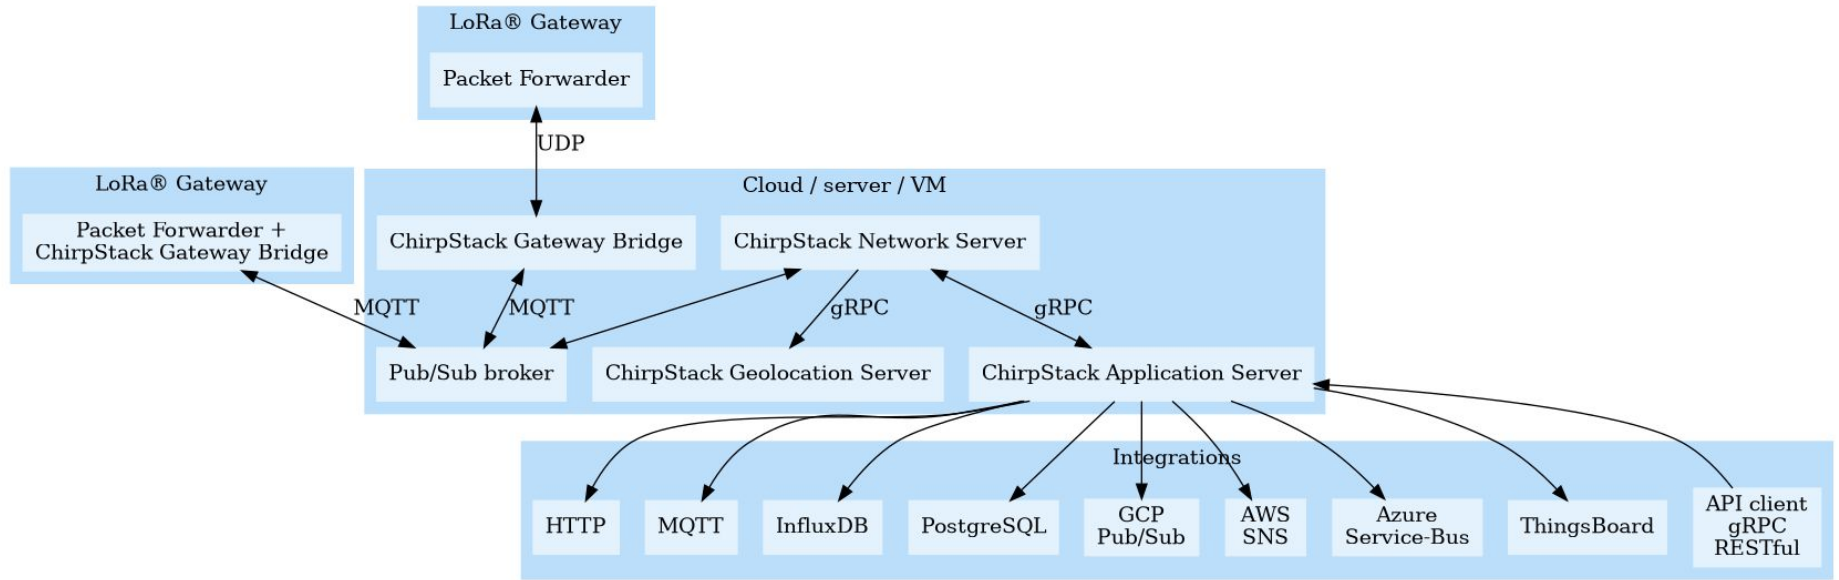 LoRa® Gateway
Packet Forwarder
UDP
LoRa® Gateway
Packet Forwarder +
ChirpStack Gateway Bridge
Cloud / server / VM
ChirpStack Gateway Bridge
ChirpStack Network Server
MQTT
MQTT
gRPC
gRPC
Pub/Sub broker
ChirpStack Geolocation Server
ChirpStack Application Server
Integrations
HTTP
MQTT
InfluxDB
PostgreSQL
GCP
Pub/Sub
AWS
SNS
Azure
Service-Bus
ThingsBoard
API client
gRPC
RESTful